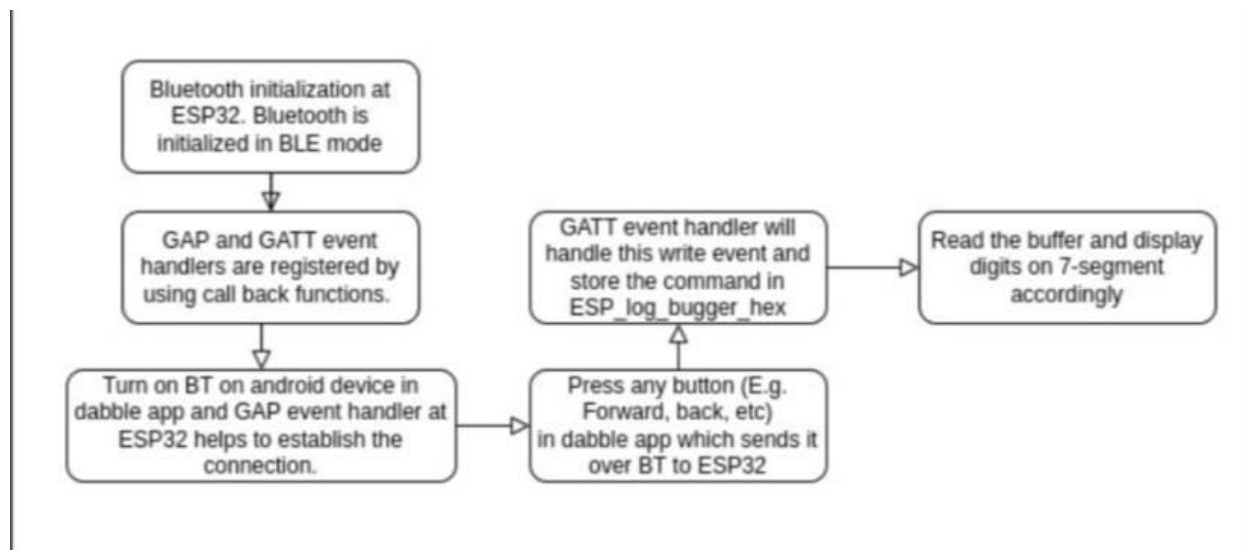 Bluetooth initialization at
ESP32. Bluetooth is
initialized in BLE mode
GAP and GATT event
handlers are registered by
using call back functions.
Turn on BT on android device in
dabble app and GAP event handler at
ESP32 helps to establish the
connection.
Press any button (E.g.
Forward, back, etc)
in dabble app which sends it
over BT to ESP32
GATT event handler will
handle this write event and
store the command in
ESP_log_bugger_hex
Read the buffer and display
digits on 7-segment
accordingly